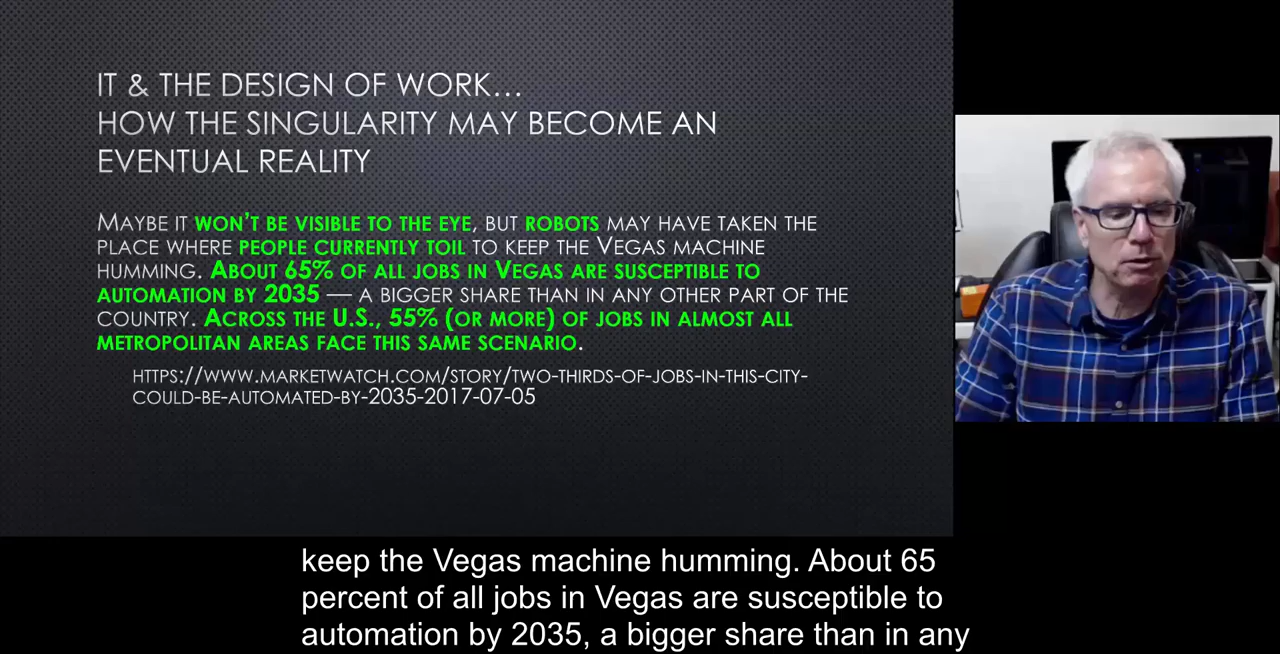 IT & THE DESIGN OF WORK...
HOW THE SINGULARITY MAY BECOME AN
EVENTUAL REALITY
MAYBE IT WON'T BE VISIBLE TO THE EYE, BUT ROBOTS MAY HAVE TAKEN THE
PLACE WHERE PEOPLE CURRENTLY TOIL TO KEEP THE VEGAS MACHINE
HUMMING. ABOUT 65% OF ALL JOBS IN VEGAS ARE SUSCEPTIBLE TO
AUTOMATION BY 2035 — A BIGGER SHARE THAN IN ANY OTHER PART OF THE
COUNTRY. ACROSS THE U.S., 55% (OR MORE) OF JOBS IN ALMOST ALL
METROPOLITAN AREAS FACE THIS SAME SCENARIO.
HTTPS://WWW.MARKETWATCH.COM/STORY/TWO-THIRDS-OF-JOBS-IN-THIS-CITY-
COULD-BE-AUTOMATED-BY-2035-2017-07-05
keep the Vegas machine humming. About 65
percent of all jobs in Vegas are susceptible to
automation by 2035, a bigger share than in any